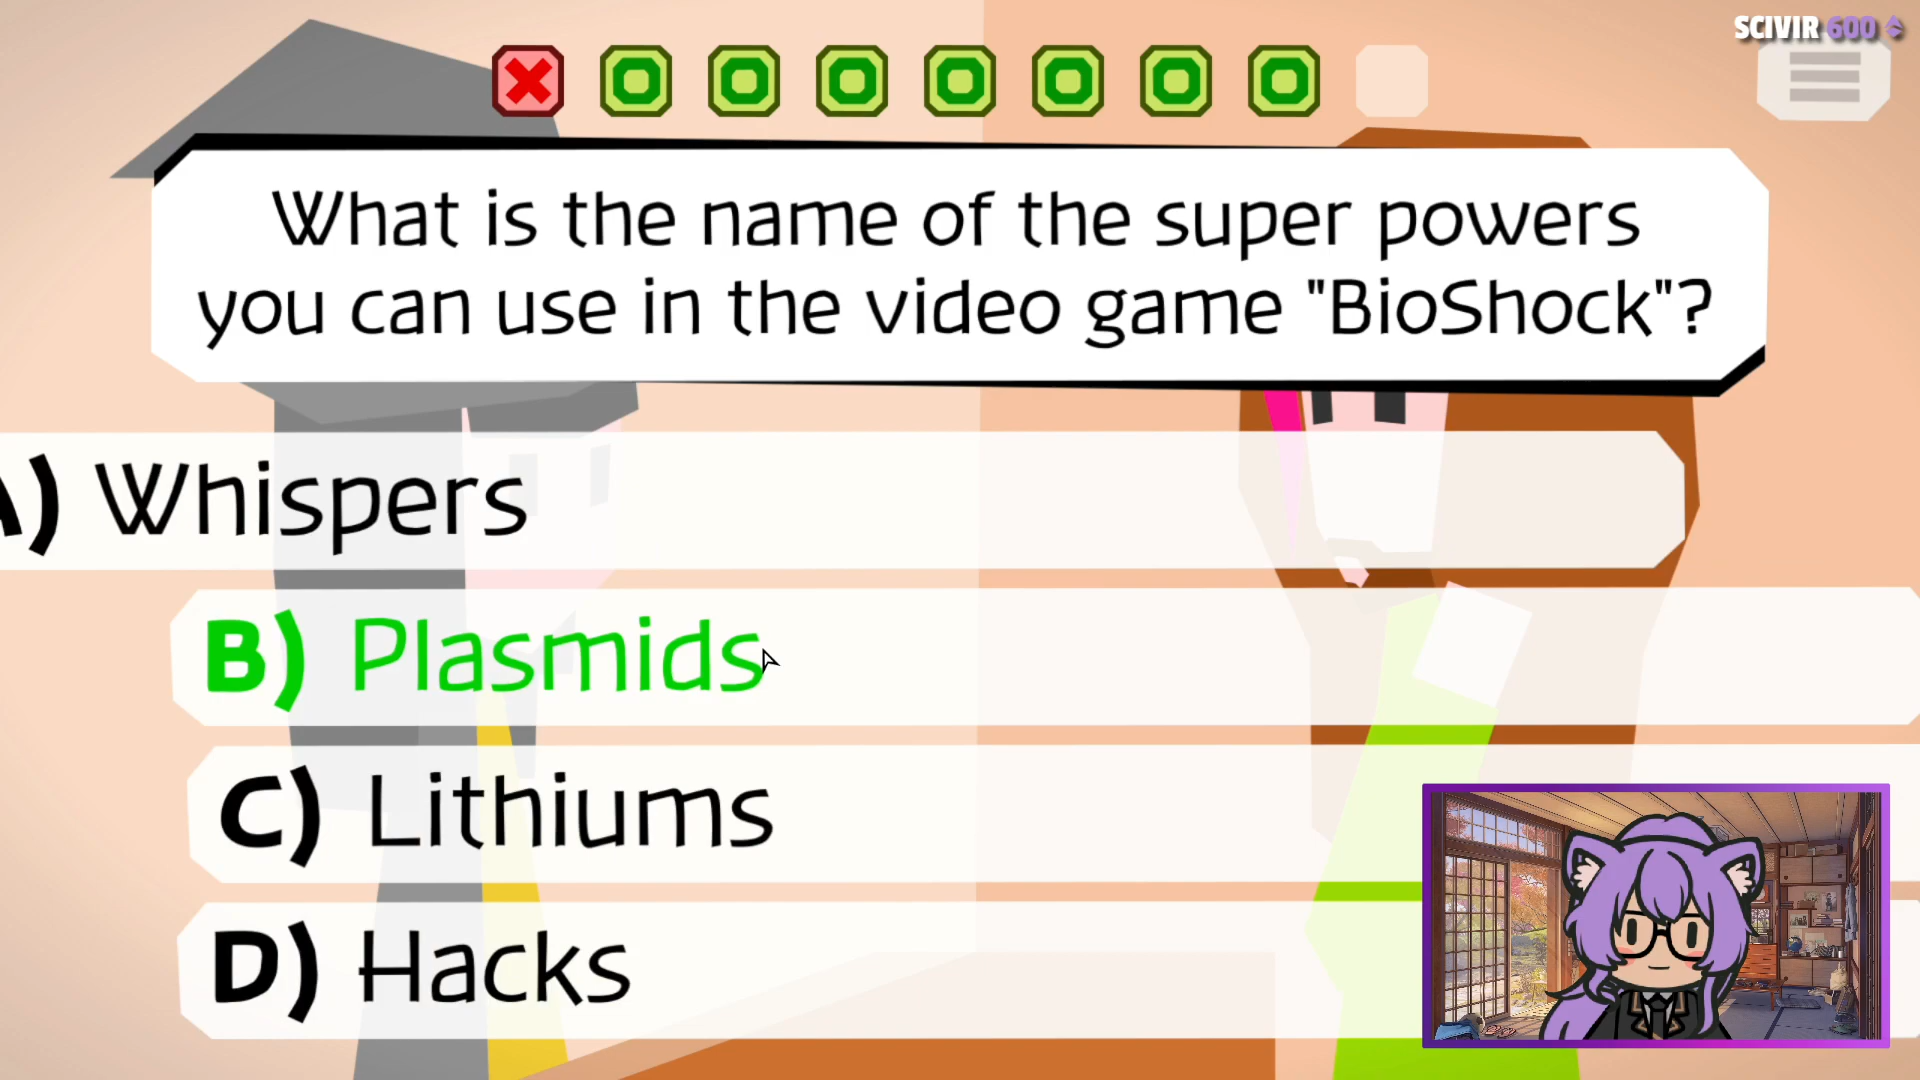 SCIVIR 600
What is the name of the super powers
you can use in the video game "BioShock"?
A) Whispers
B) Plasmids
C) Lithiums
D) Hacks